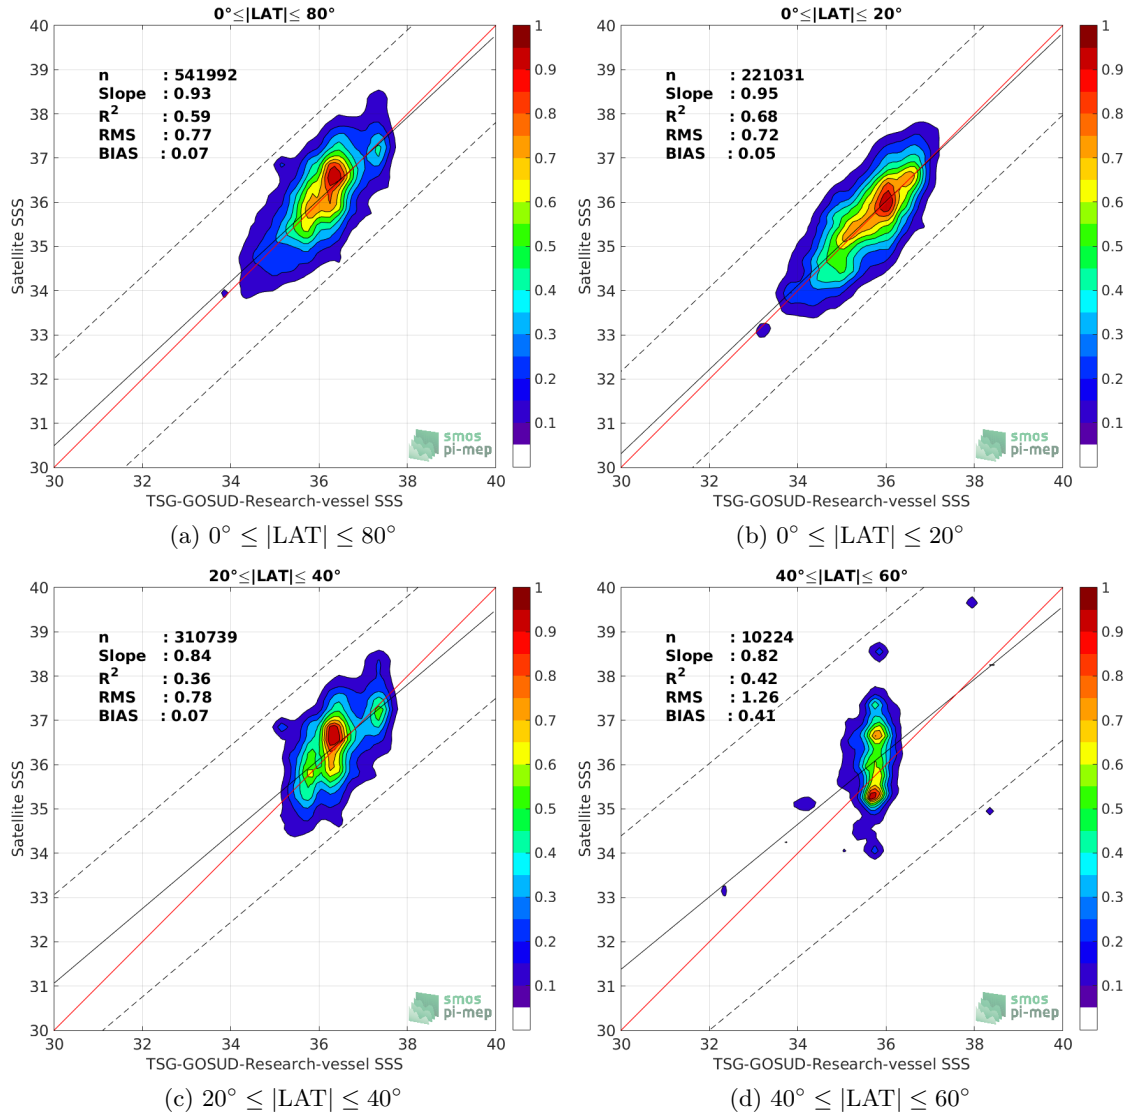 0°≤|LAT|≤ 80°
40
39
38
37
36
35
34
33
32
31
30
Satellite SSS
n : 541992
Slope : 0.93
R² : 0.59
RMS : 0.77
BIAS : 0.07
smos
pi-mep
30 32 34 36 38 40
TSG-GOSUD-Research-vessel SSS
1
0.9
0.8
0.7
0.6
0.5
0.4
0.3
0.2
0.1
(a) 0° ≤ |LAT| ≤ 80°
0°≤|LAT|≤ 20°
40
39
38
37
36
35
34
33
32
31
30
Satellite SSS
n : 221031
Slope : 0.95
R² : 0.68
RMS : 0.72
BIAS : 0.05
smos
pi-mep
30 32 34 36 38 40
TSG-GOSUD-Research-vessel SSS
1
0.9
0.8
0.7
0.6
0.5
0.4
0.3
0.2
0.1
(b) 0° ≤ |LAT| ≤ 20°
20°≤|LAT|≤ 40°
40
39
38
37
36
35
34
33
32
31
30
Satellite SSS
n : 310739
Slope : 0.84
R² : 0.36
RMS : 0.78
BIAS : 0.07
smos
pi-mep
30 32 34 36 38 40
TSG-GOSUD-Research-vessel SSS
1
0.9
0.8
0.7
0.6
0.5
0.4
0.3
0.2
0.1
(c) 20° ≤ |LAT| ≤ 40°
40°≤|LAT|≤ 60°
40
39
38
37
36
35
34
33
32
31
30
Satellite SSS
n : 10224
Slope : 0.82
R² : 0.42
RMS : 1.26
BIAS : 0.41
smos
pi-mep
30 32 34 36 38 40
TSG-GOSUD-Research-vessel SSS
1
0.9
0.8
0.7
0.6
0.5
0.4
0.3
0.2
0.1
(d) 40° ≤ |LAT| ≤ 60°